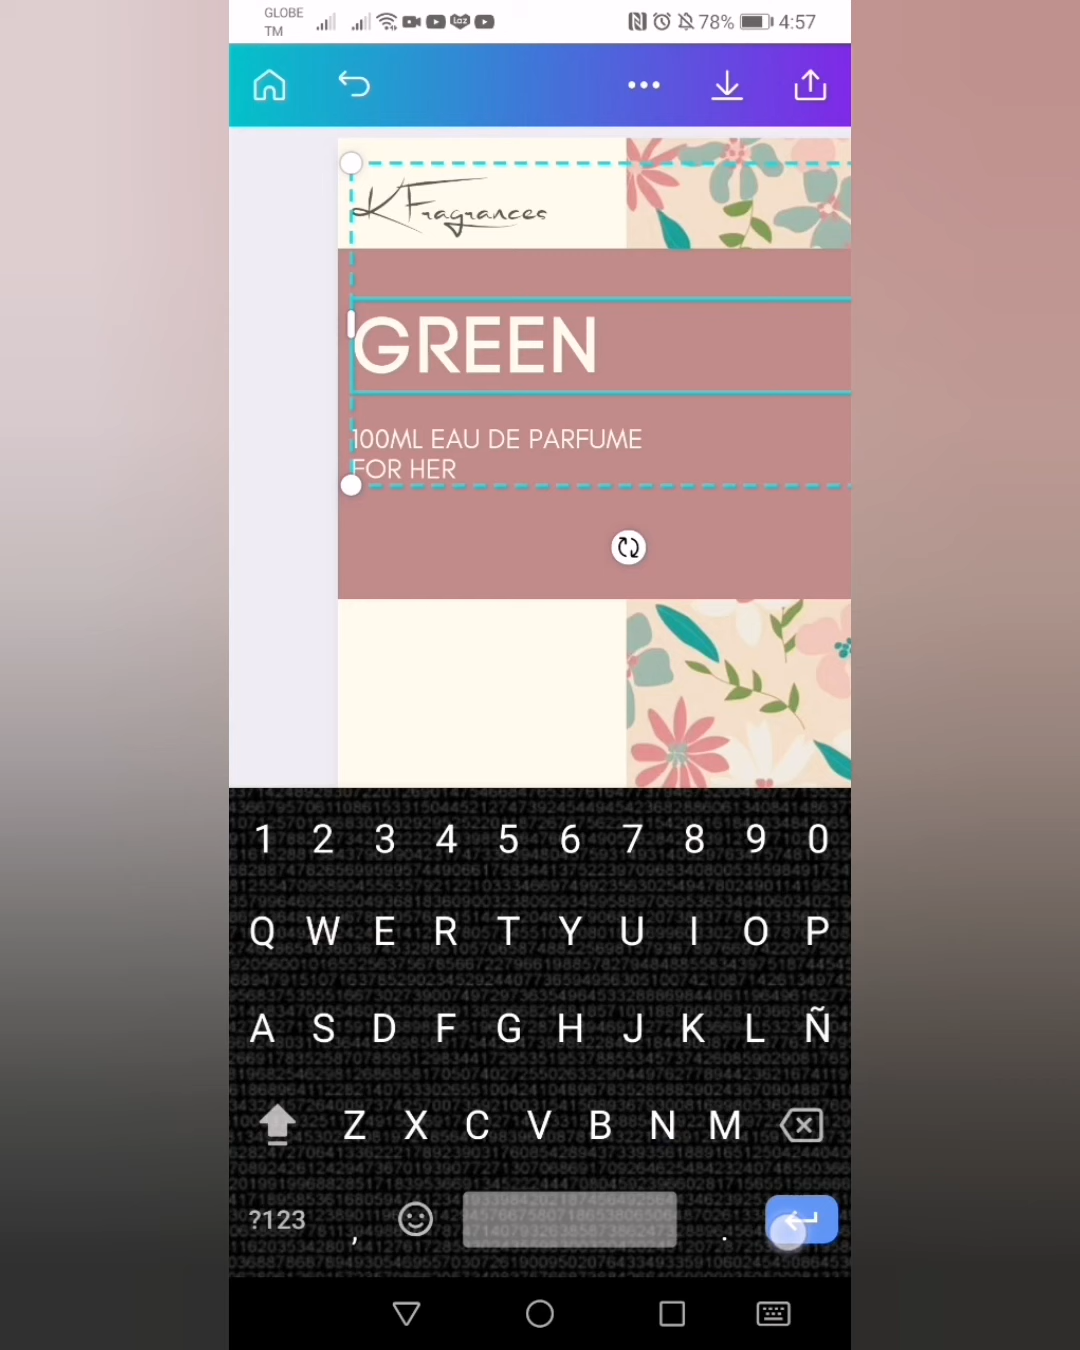 GLOBE
TM
Laz
78% 4:57
K Fragrances
GREEN
100ML EAU DE PARFUME
FOR HER
1 2 3 4 5 6 7 8 9 0
Q W E R T Y U I O P
A S D F G H J K L Ñ
Z X C V B N M
?123 , .